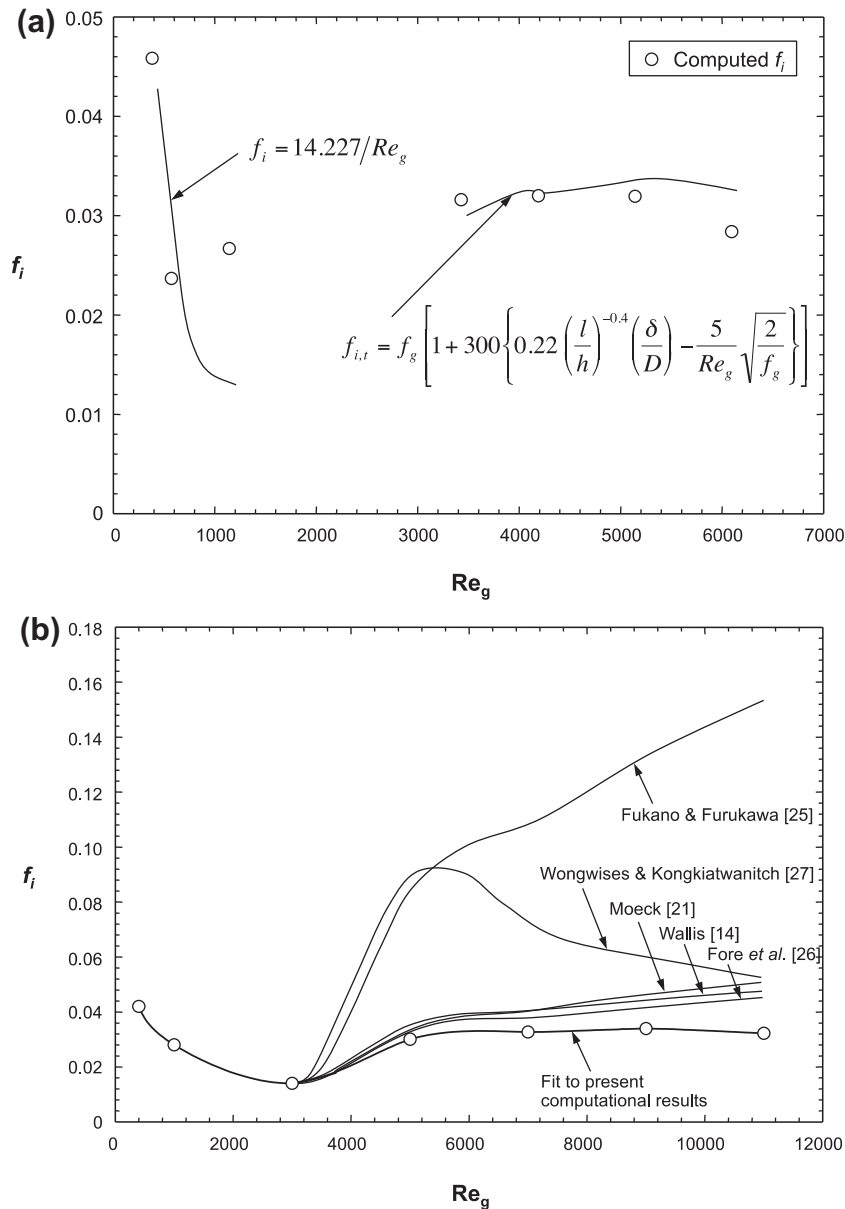 (a)
0.05
0.04
0.03
0.02
0.01
0
f_i
Computed f_i
f_i = 14.227/Re_g
f_{i,t} = f_g [1 + 300 {0.22 (l/h)^{-0.4} (δ/D) - 5/Re_g √(2/f_g)}]
0 1000 2000 3000 4000 5000 6000 7000
Re_g
(b)
0.18
0.16
0.14
0.12
0.10
0.08
0.06
0.04
0.02
0
f_i
Fukano & Furukawa [25]
Wongwises & Kongkiatwanitch [27]
Moeck [21]
Wallis [14]
Fore et al. [26]
Fit to present
computational results
0 2000 4000 6000 8000 10000 12000
Re_g